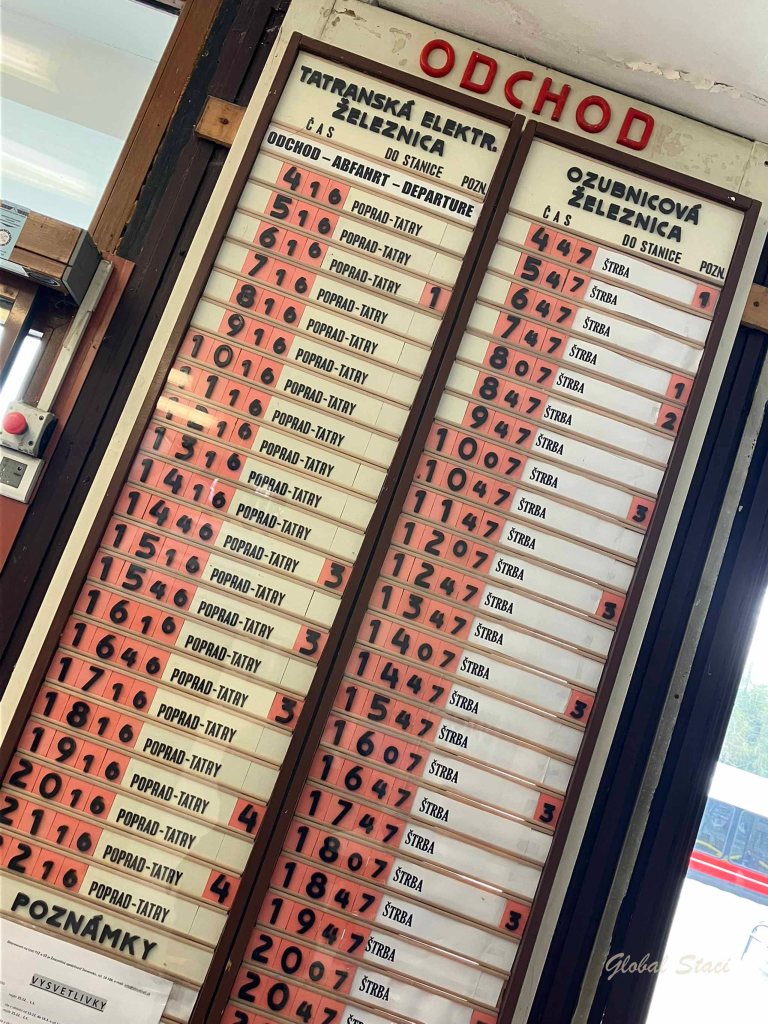 ODCHOD
TATRANSKÁ ELEKTR.
ŽELEZNICA
ČAS DO STANICE POZN.
ODCHOD – ABFAHRT – DEPARTURE
416 POPRAD-TATRY
516 POPRAD-TATRY
616 POPRAD-TATRY 1
716 POPRAD-TATRY
816 POPRAD-TATRY
916 POPRAD-TATRY
1016 POPRAD-TATRY
1116 POPRAD-TATRY
1216 POPRAD-TATRY
1316 POPRAD-TATRY
1416 POPRAD-TATRY
1446 POPRAD-TATRY 3
1516 POPRAD-TATRY
1546 POPRAD-TATRY 3
1616 POPRAD-TATRY
1646 POPRAD-TATRY 3
1716 POPRAD-TATRY
1816 POPRAD-TATRY
1916 POPRAD-TATRY 4
2016 POPRAD-TATRY
2116 POPRAD-TATRY 4
2216 POPRAD-TATRY
POZNÁMKY
VYSVETLIVKY
OZUBNICOVÁ
ŽELEZNICA
ČAS DO STANICE POZN.
447 ŠTRBA 1
547 ŠTRBA
647 ŠTRBA
747 ŠTRBA 1
807 ŠTRBA 2
847 ŠTRBA
947 ŠTRBA
1007 ŠTRBA 3
1047 ŠTRBA
1147 ŠTRBA
1207 ŠTRBA 3
1247 ŠTRBA
1347 ŠTRBA
1407 ŠTRBA 3
1447 ŠTRBA
1547 ŠTRBA
1607 ŠTRBA 3
1647 ŠTRBA
1747 ŠTRBA
1807 ŠTRBA 3
1847 ŠTRBA
1947 ŠTRBA
2007 ŠTRBA
2047 ŠTRBA
Global Staci